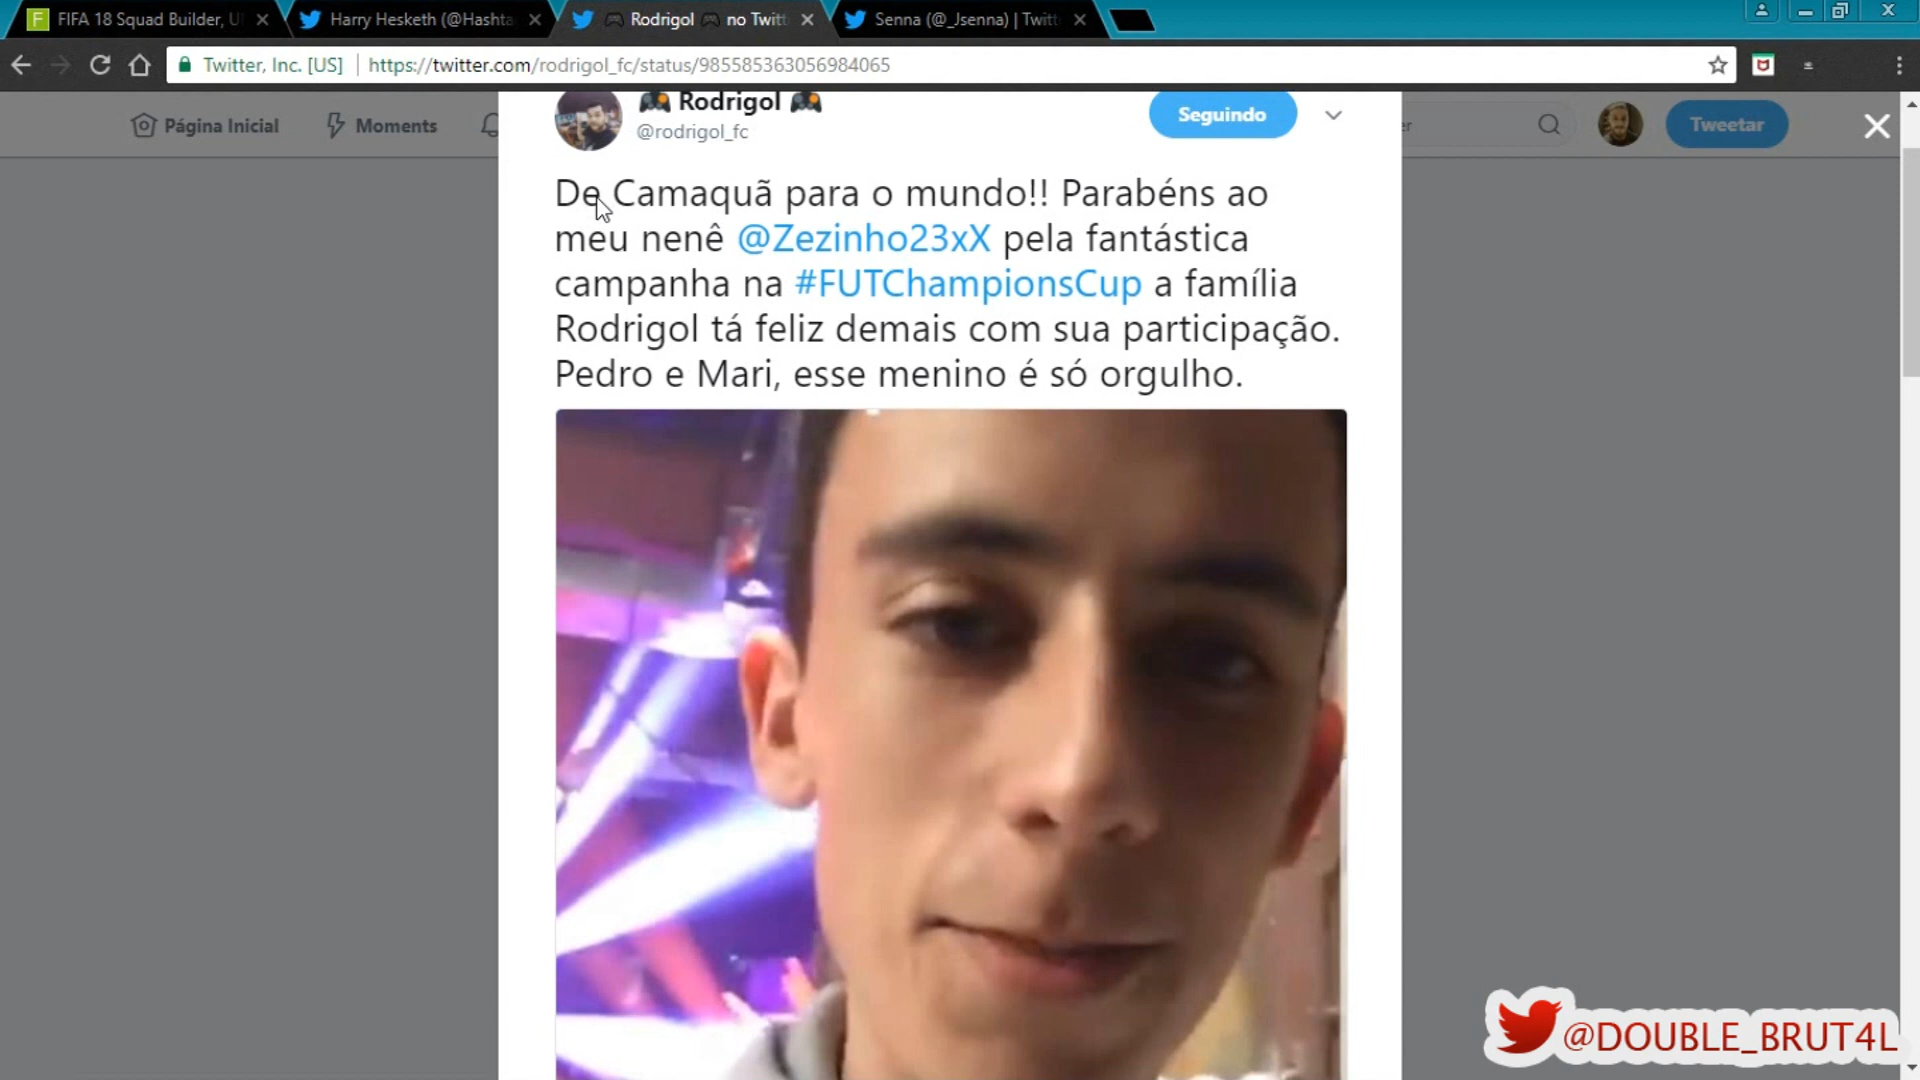 FIFA 18 Squad Builder, U
Harry Hesketh (@Hashta
Rodrigol 🎮 no Twitt
Senna (@_Jsenna) | Twitt
Twitter, Inc. [US]
https://twitter.com/rodrigol_fc/status/985585363056984065
Página Inicial
Moments
er
Tweetar
🎮 Rodrigol 🎮
@rodrigol_fc
Seguindo
De Camaquã para o mundo!! Parabéns ao
meu nenê @Zezinho23xX pela fantástica
campanha na #FUTChampionsCup a família
Rodrigol tá feliz demais com sua participação.
Pedro e Mari, esse menino é só orgulho.
@DOUBLE_BRUT4L